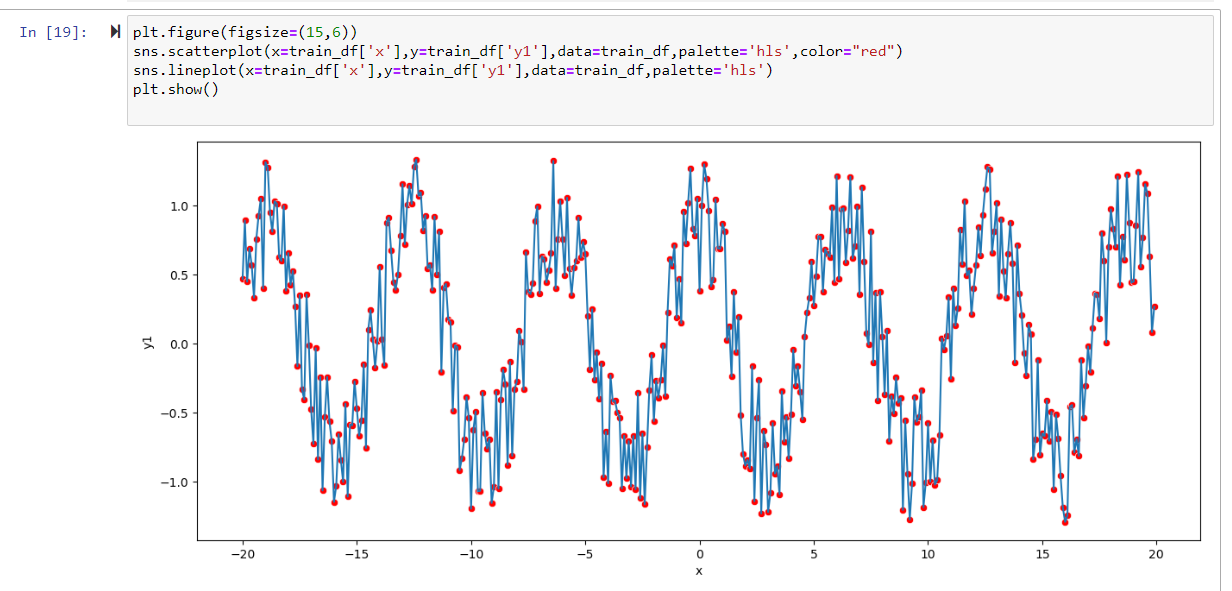 In [19]:
plt.figure(figsize=(15,6))
sns.scatterplot(x=train_df['x'],y=train_df['y1'],data=train_df,palette='hls',color="red")
sns.lineplot(x=train_df['x'],y=train_df['y1'],data=train_df,palette='hls')
plt.show()
1.0
0.5
0.0
−0.5
−1.0
y1
−20 −15 −10 −5 0 5 10 15 20
x